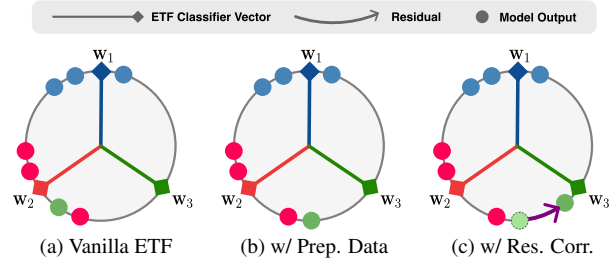 ETF Classifier Vector Residual Model Output
w₁ w₁ w₁
w₂ w₃ w₂ w₃ w₂ w₃
(a) Vanilla ETF (b) w/ Prep. Data (c) w/ Res. Corr.